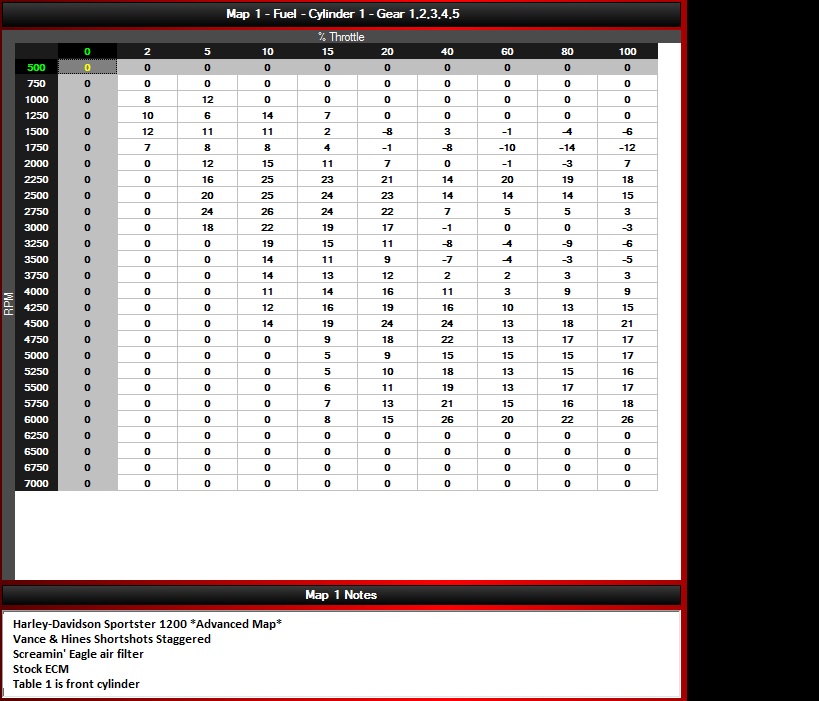 Map 1 - Fuel - Cylinder 1 - Gear 1,2,3,4,5
% Throttle
0 2 5 10 15 20 40 60 80 100
500 0 0 0 0 0 0 0 0 0 0
750 0 0 0 0 0 0 0 0 0 0
1000 0 8 12 0 0 0 0 0 0 0
1250 0 10 6 14 7 0 0 0 0 0
1500 0 12 11 11 2 -8 3 -1 -4 -6
1750 0 7 8 8 4 -1 -8 -10 -14 -12
2000 0 0 12 15 11 7 0 -1 -3 7
2250 0 0 16 25 23 21 14 20 19 18
2500 0 0 20 25 24 23 14 14 14 15
2750 0 0 24 26 24 22 7 5 5 3
3000 0 0 18 22 19 17 -1 0 0 -3
3250 0 0 0 19 15 11 -8 -4 -9 -6
3500 0 0 0 14 11 9 -7 -4 -3 -5
3750 0 0 0 14 13 12 2 2 3 3
4000 0 0 0 11 14 16 11 3 9 9
4250 0 0 0 12 16 19 16 10 13 15
4500 0 0 0 14 19 24 24 13 18 21
4750 0 0 0 0 9 18 22 13 17 17
5000 0 0 0 0 5 9 15 15 15 17
5250 0 0 0 0 5 10 18 13 15 16
5500 0 0 0 0 6 11 19 13 17 17
5750 0 0 0 0 7 13 21 15 16 18
6000 0 0 0 0 8 15 26 20 22 26
6250 0 0 0 0 0 0 0 0 0 0
6500 0 0 0 0 0 0 0 0 0 0
6750 0 0 0 0 0 0 0 0 0 0
7000 0 0 0 0 0 0 0 0 0 0
RPM
Map 1 Notes
Harley-Davidson Sportster 1200 *Advanced Map*
Vance & Hines Shortshots Staggered
Screamin' Eagle air filter
Stock ECM
Table 1 is front cylinder